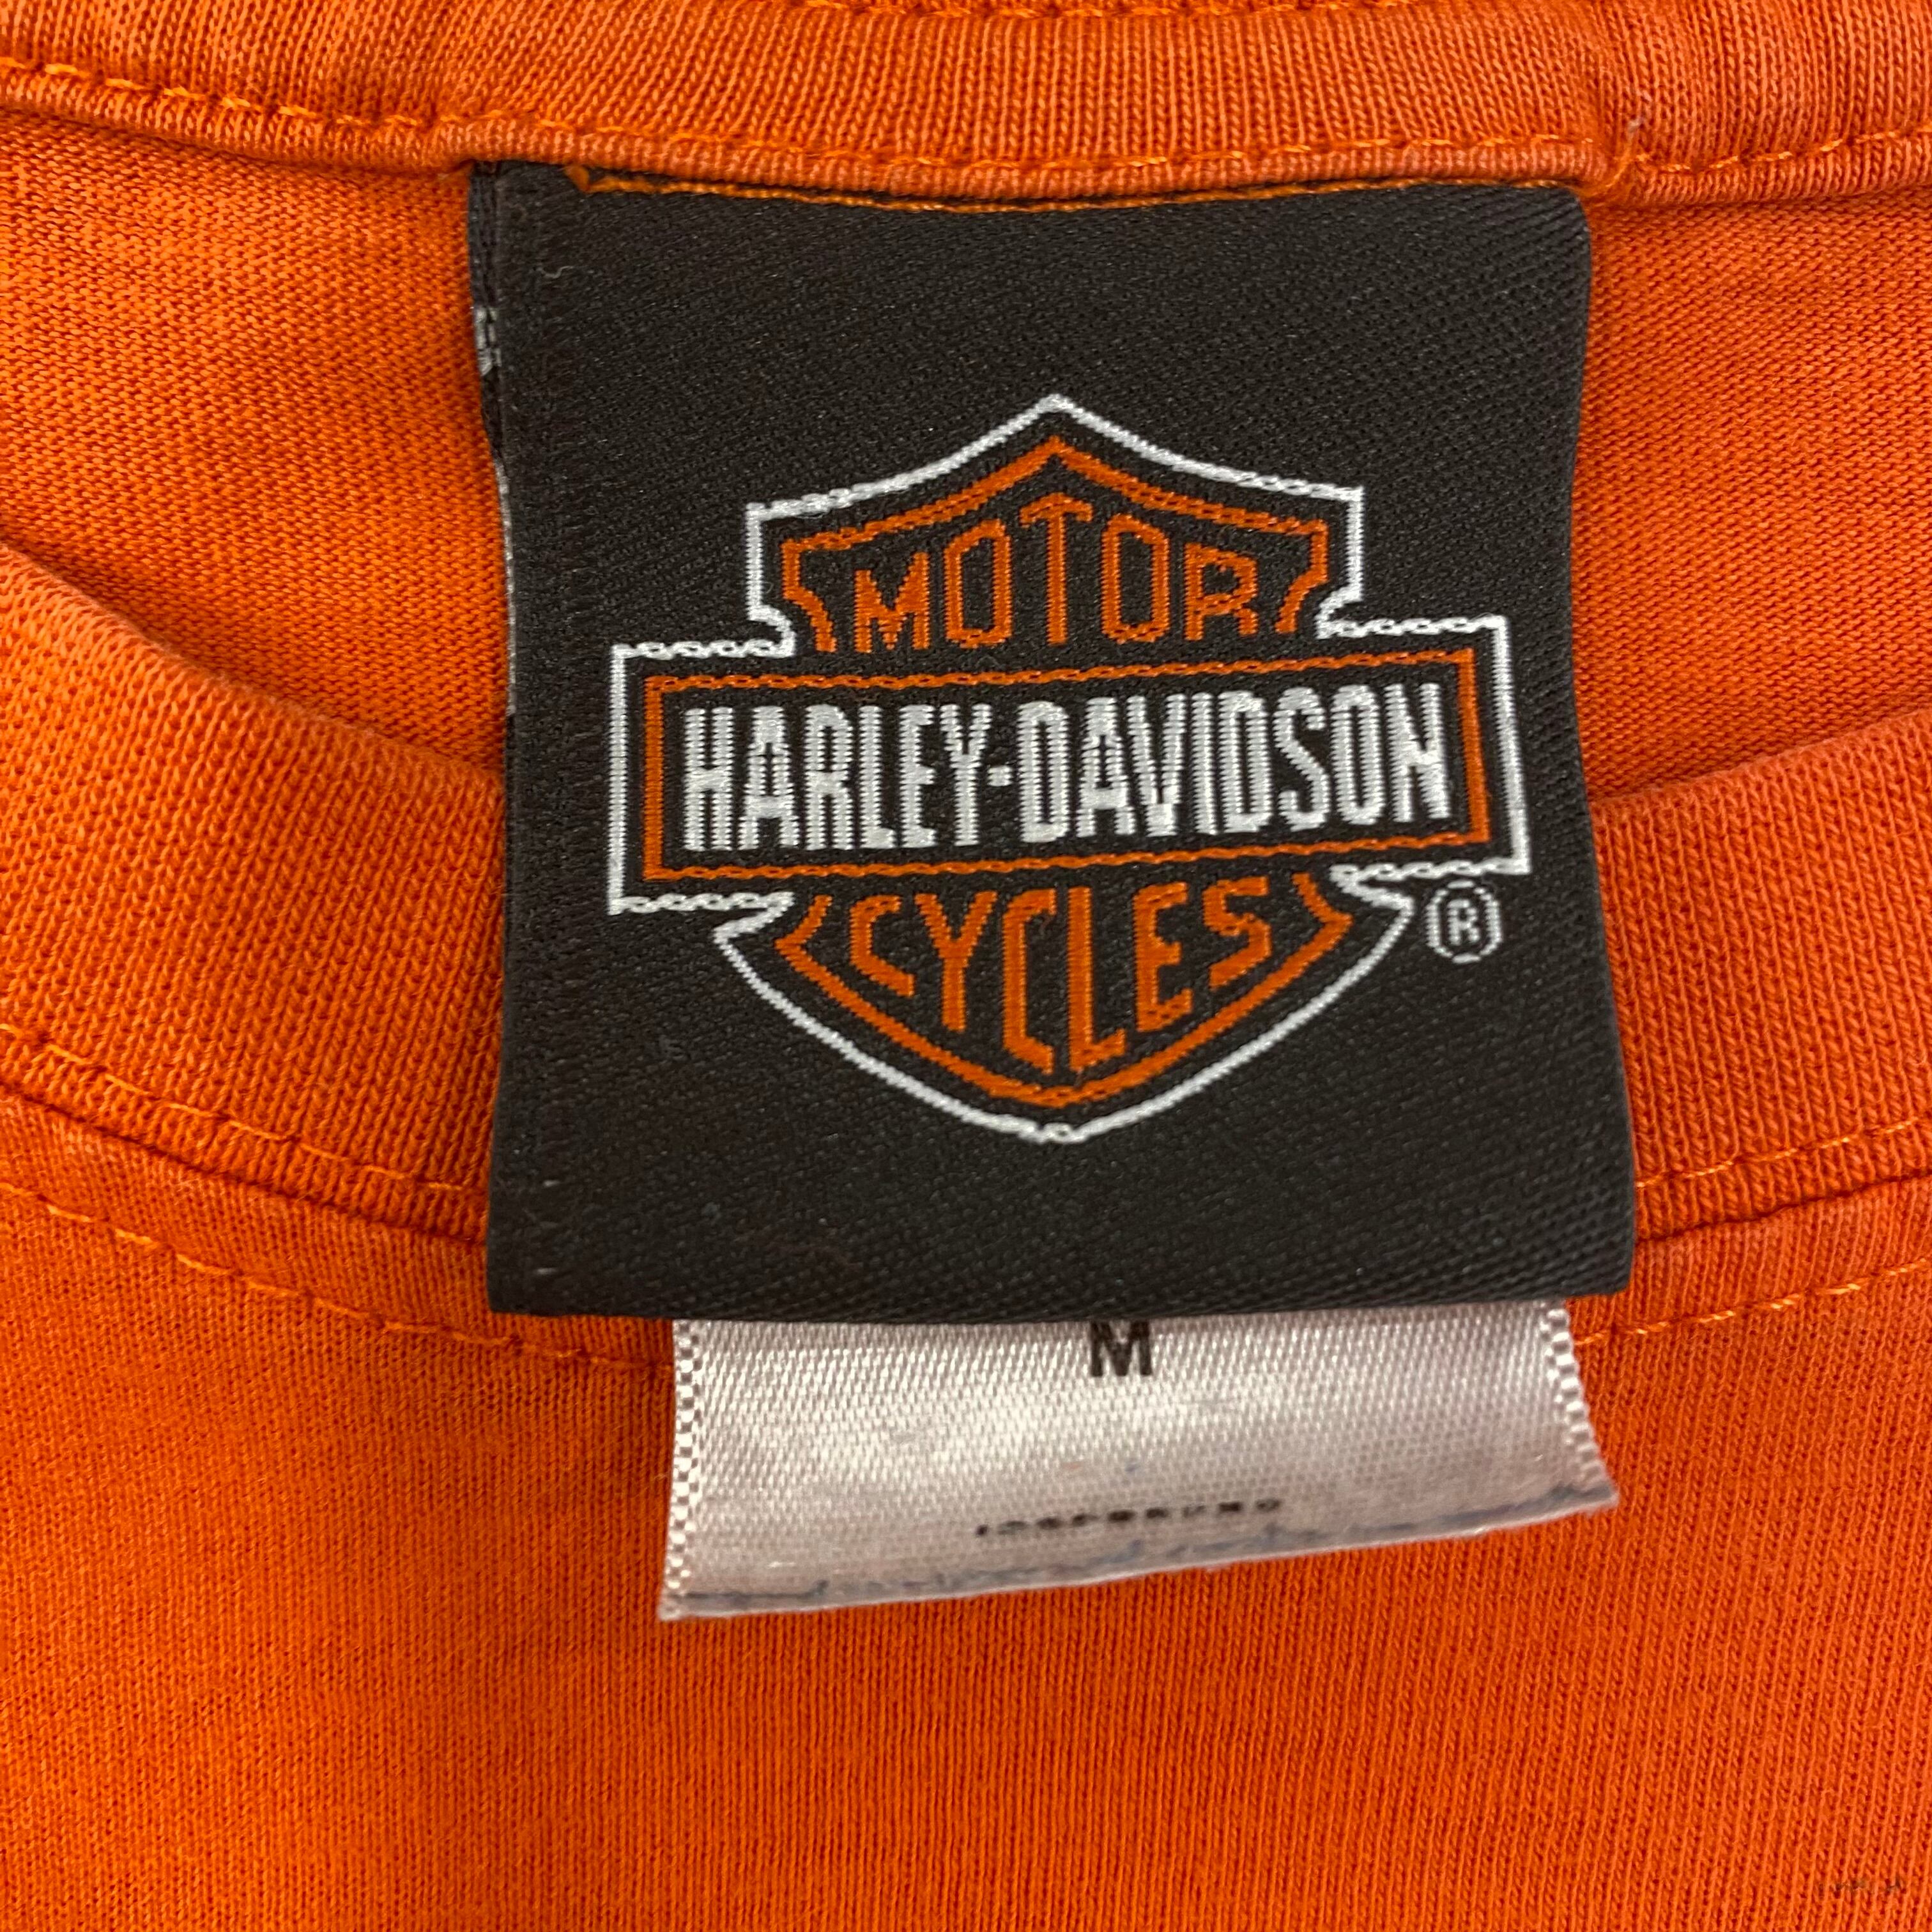 MOTOR
HARLEY-DAVIDSON
CYCLES
®
M